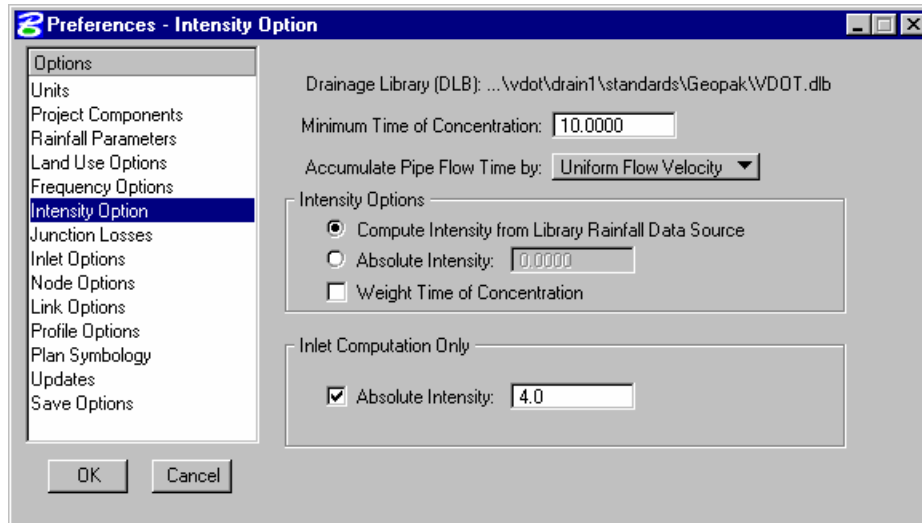 Preferences - Intensity Option
Options
Units
Project Components
Rainfall Parameters
Land Use Options
Frequency Options
Intensity Option
Junction Losses
Inlet Options
Node Options
Link Options
Profile Options
Plan Symbology
Updates
Save Options
OK Cancel
Drainage Library (DLB): ...\vdot\drain1\standards\Geopak\VDOT.dlb
Minimum Time of Concentration: 10.0000
Accumulate Pipe Flow Time by: Uniform Flow Velocity
Intensity Options
Compute Intensity from Library Rainfall Data Source
Absolute Intensity: 0.0000
Weight Time of Concentration
Inlet Computation Only
Absolute Intensity: 4.0